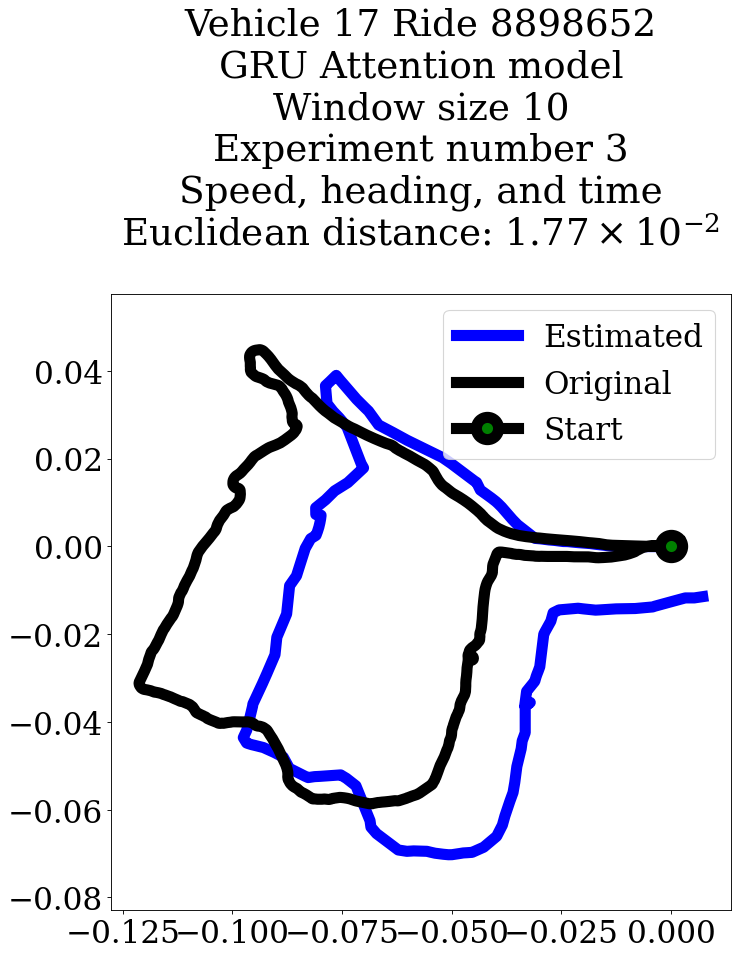 Vehicle 17 Ride 8898652
GRU Attention model
Window size 10
Experiment number 3
Speed, heading, and time
Euclidean distance: 1.77 × 10⁻²
Estimated
Original
Start
0.04
0.02
0.00
−0.02
−0.04
−0.06
−0.08
−0.125 −0.100 −0.075 −0.050 −0.025 0.000